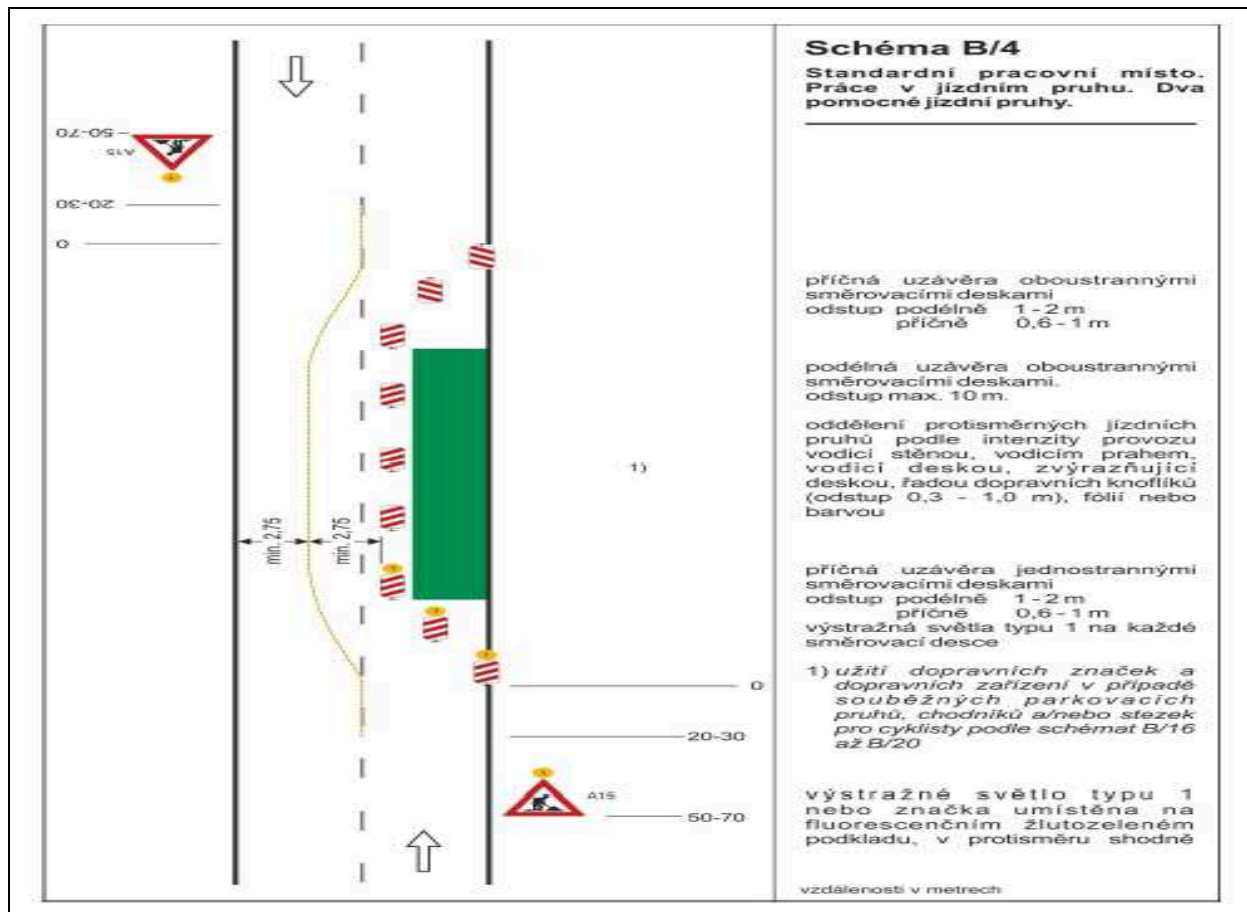 Schéma B/4
Standardní pracovní místo.
Práce v jízdním pruhu. Dva
pomocné jízdní pruhy.
50-70
A15
20-30
0
příčná uzávěra oboustrannými
směrovacími deskami
odstup podélně 1 - 2 m
příčně 0,6 - 1 m
podélná uzávěra oboustrannými
směrovacími deskami.
odstup max. 10 m.
oddělení protisměrných jízdních
pruhů podle intenzity provozu
vodicí stěnou, vodicím prahem,
vodicí deskou, zvýrazňující
deskou, řadou dopravních knoflíků
(odstup 0,3 - 1,0 m), fólií nebo
barvou
1)
min. 2,75
min. 2,75
příčná uzávěra jednostrannými
směrovacími deskami
odstup podélně 1 - 2 m
příčně 0,6 - 1 m
výstražná světla typu 1 na každé
směrovací desce
1) užití dopravních značek a
dopravních zařízení v případě
souběžných parkovacích
pruhů, chodníků a/nebo stezek
pro cyklisty podle schémat B/16
až B/20
0
20-30
A15
50-70
výstražné světlo typu 1
nebo značka umístěna na
fluorescenčním žlutozeleném
podkladu, v protisměru shodně
vzdálenosti v metrech